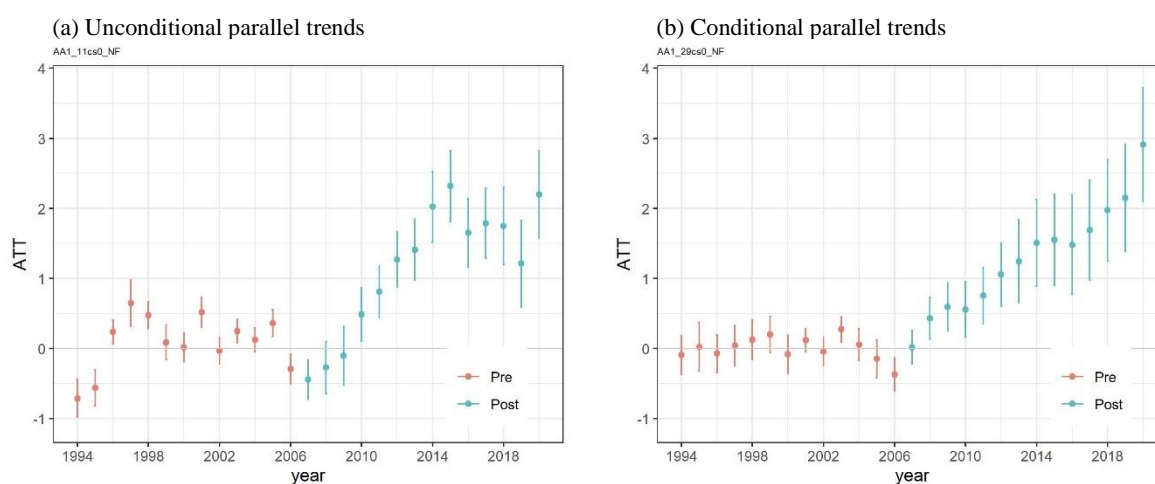 (a) Unconditional parallel trends
AA1_11cs0_NF
4
3
2
1
0
-1
ATT
1994 1998 2002 2006 2010 2014 2018
year
Pre
Post
(b) Conditional parallel trends
AA1_29cs0_NF
4
3
2
1
0
-1
ATT
1994 1998 2002 2006 2010 2014 2018
year
Pre
Post